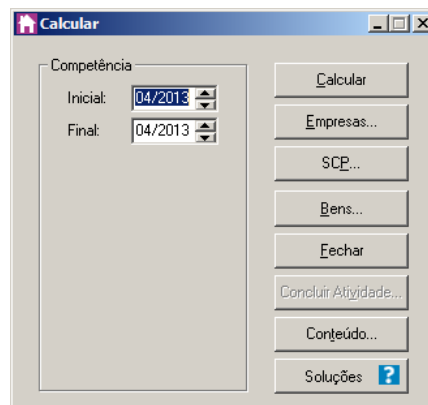 Calcular
Competência
Inicial: 04/2013
Final: 04/2013
Calcular
Empresas...
SCP...
Bens...
Fechar
Concluir Atividade...
Conteúdo...
Soluções ?